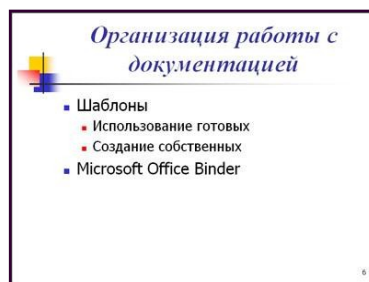 Организация работы с
документацией
Шаблоны
Использование готовых
Создание собственных
Microsoft Office Binder
6